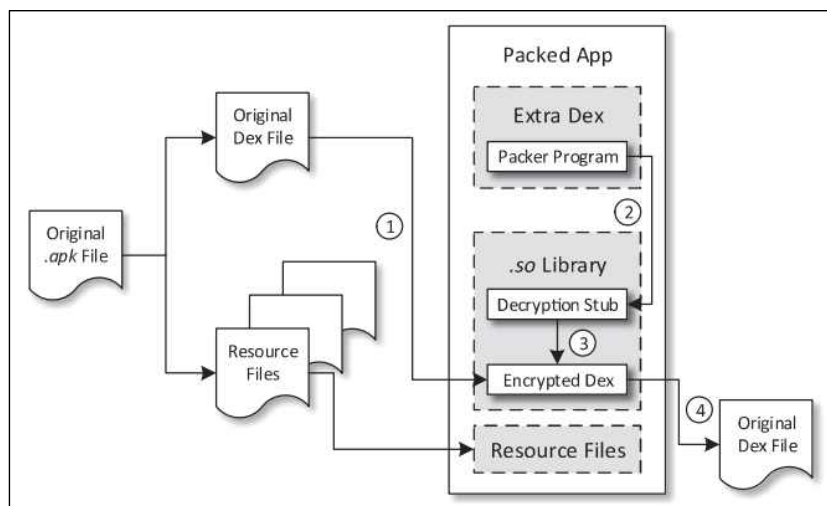 Packed App
Original
Dex File
Extra Dex
Packer Program
1
2
Original
.apk File
.so Library
Decryption Stub
3
Resource
Files
Encrypted Dex
4
Original
Dex File
Resource Files